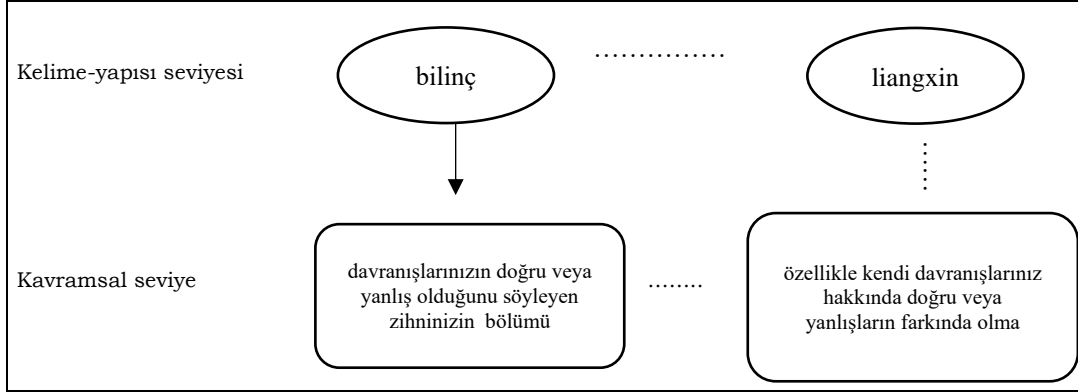 Kelime-yapısı seviyesi
bilinç
...............
liangxin
Kavramsal seviye
davranışlarınızın doğru veya
yanlış olduğunu söyleyen
zihninizin bölümü
........
özellikle kendi davranışlarınız
hakkında doğru veya
yanlışların farkında olma